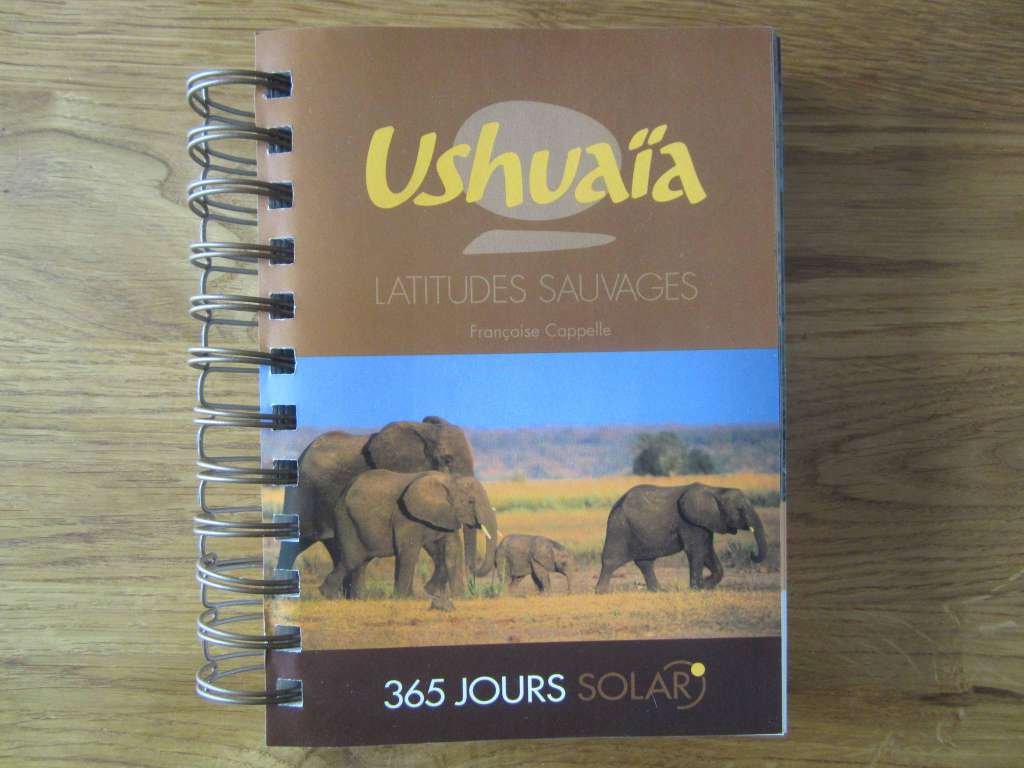 Ushuaïa
LATITUDES SAUVAGES
Françoise Cappelle
365 JOURS SOLAR